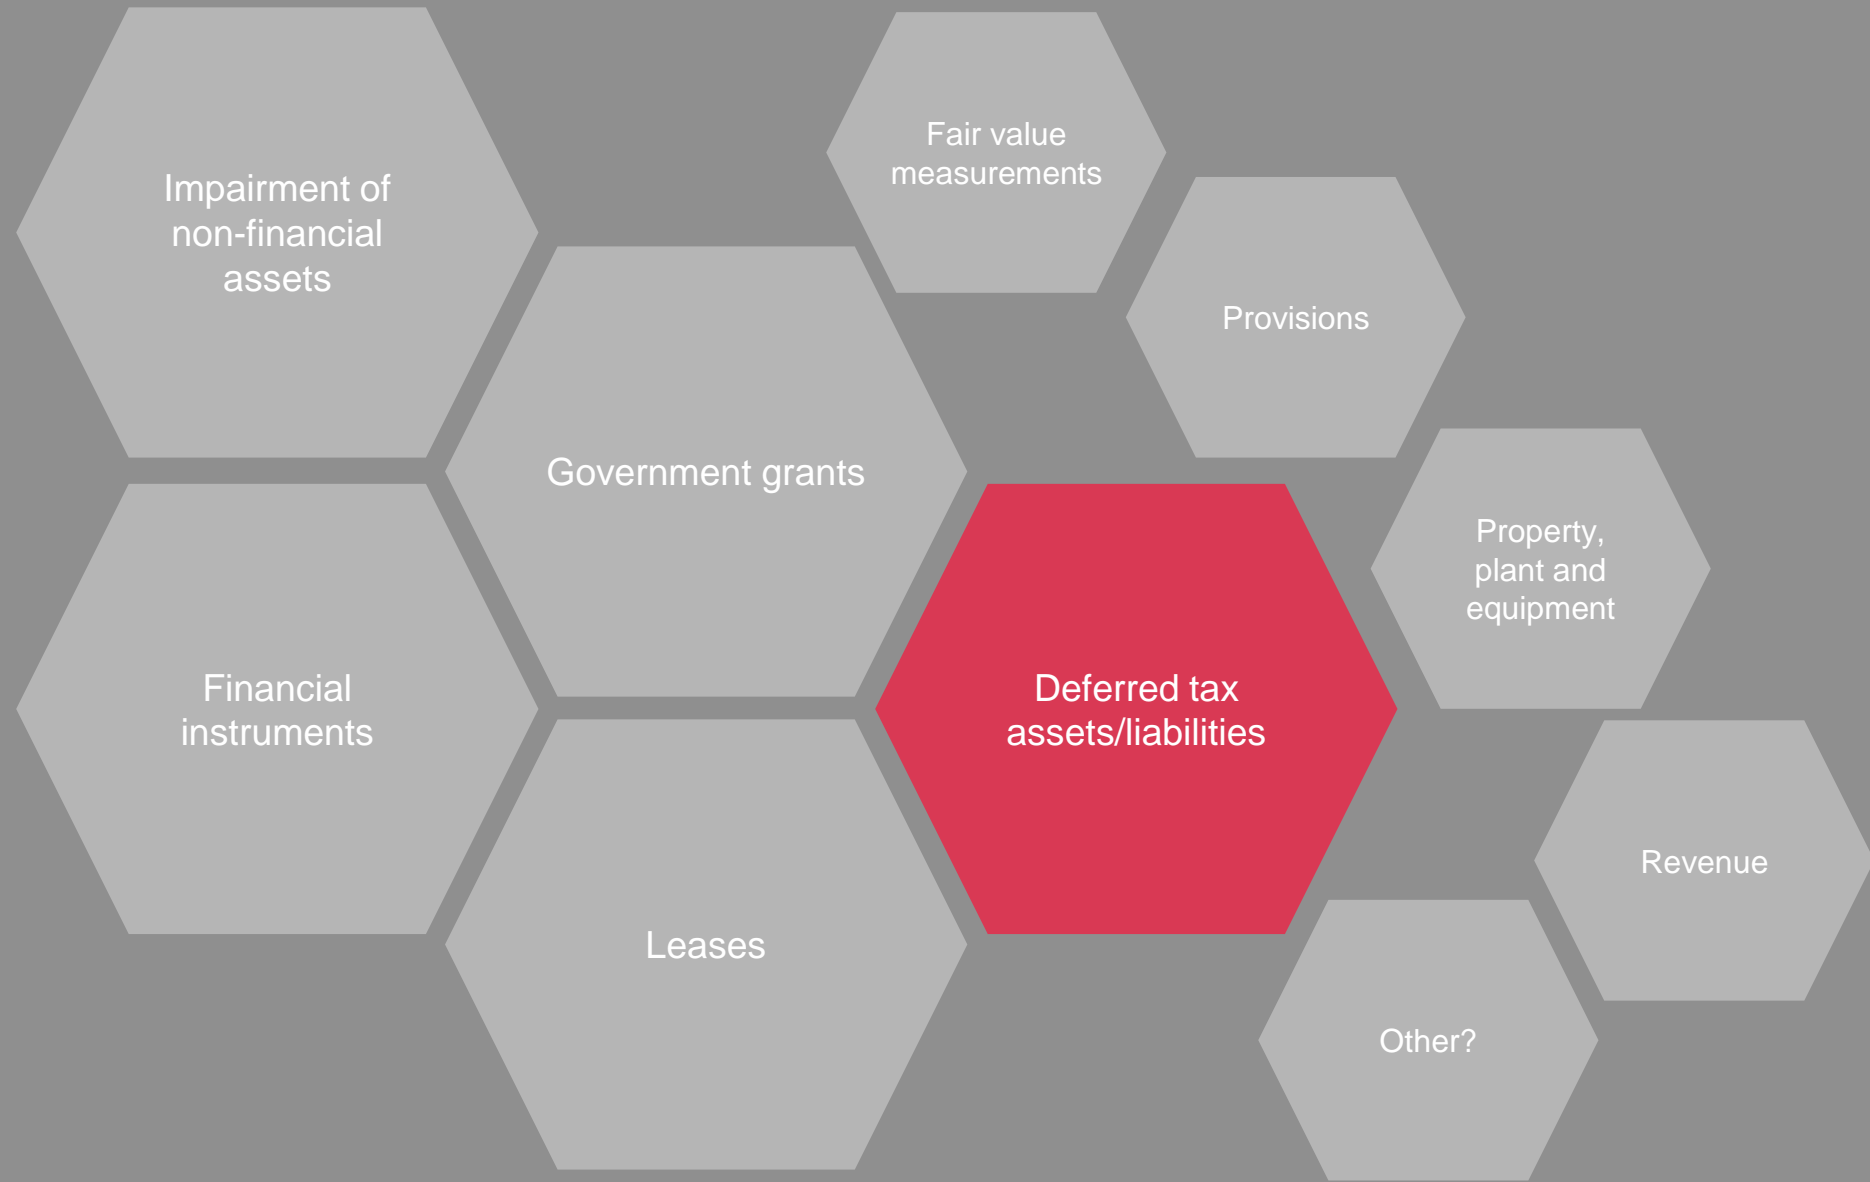 Impairment of
non-financial
assets
Fair value
measurements
Provisions
Government grants
Property,
plant and
equipment
Financial
instruments
Deferred tax
assets/liabilities
Revenue
Leases
Other?